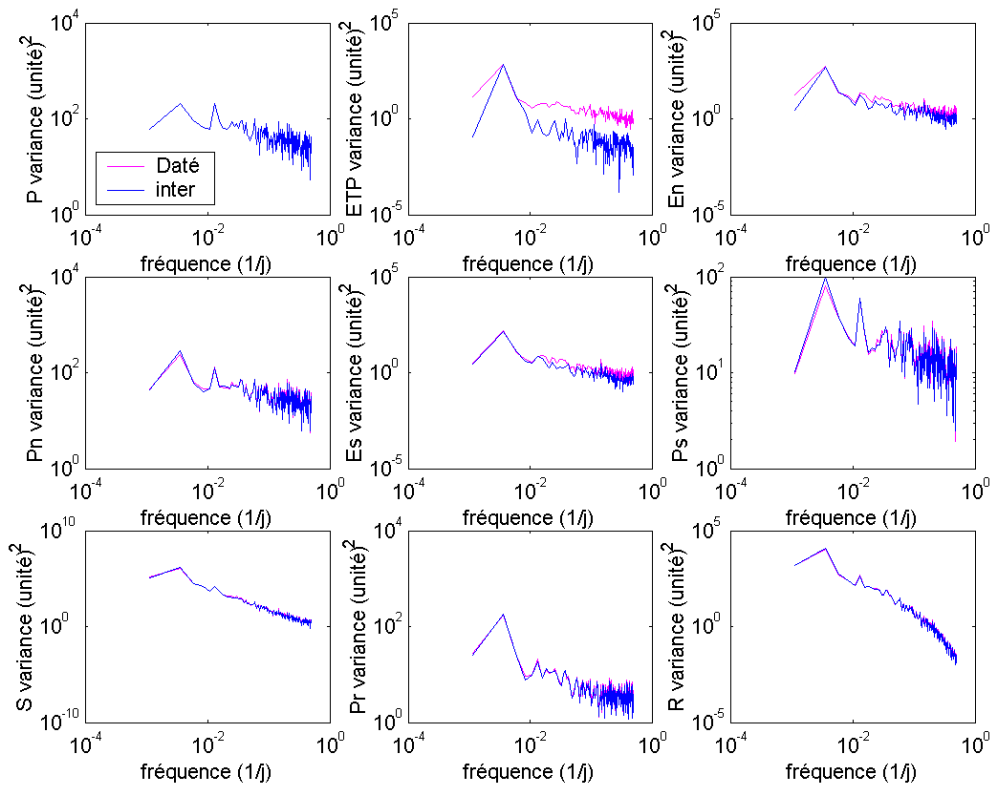 P variance (unité)^2
10^4
10^2
10^0
Daté
inter
10^-4
10^-2
10^0
fréquence (1/j)
ETP variance (unité)^2
10^5
10^0
10^-5
10^-4
10^-2
10^0
fréquence (1/j)
En variance (unité)^2
10^5
10^0
10^-5
10^-4
10^-2
10^0
fréquence (1/j)
Pn variance (unité)^2
10^4
10^2
10^0
10^-4
10^-2
10^0
fréquence (1/j)
Es variance (unité)^2
10^5
10^0
10^-5
10^-4
10^-2
10^0
fréquence (1/j)
Ps variance (unité)^2
10^2
10^1
10^0
10^-4
10^-2
10^0
fréquence (1/j)
S variance (unité)^2
10^10
10^0
10^-10
10^-4
10^-2
10^0
fréquence (1/j)
Pr variance (unité)^2
10^4
10^2
10^0
10^-4
10^-2
10^0
fréquence (1/j)
R variance (unité)^2
10^5
10^0
10^-5
10^-4
10^-2
10^0
fréquence (1/j)